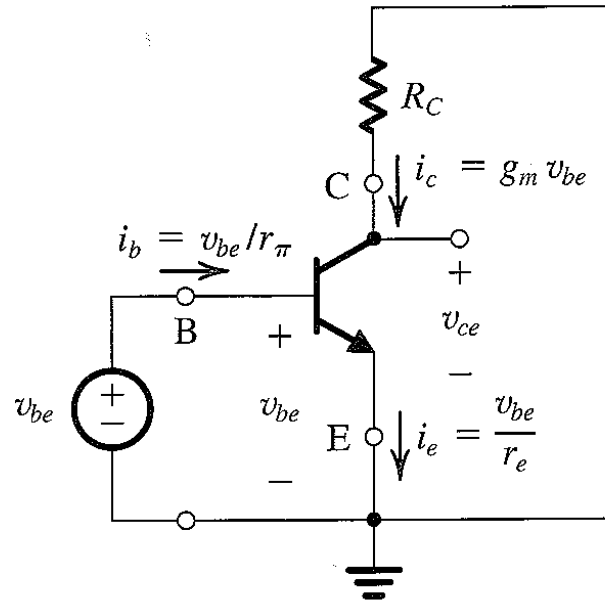 R_C
C
i_c = g_m v_be
i_b = v_be / r_π
+
B
+
v_ce
−
+
−
v_be
v_be
E
i_e = v_be / r_e
−